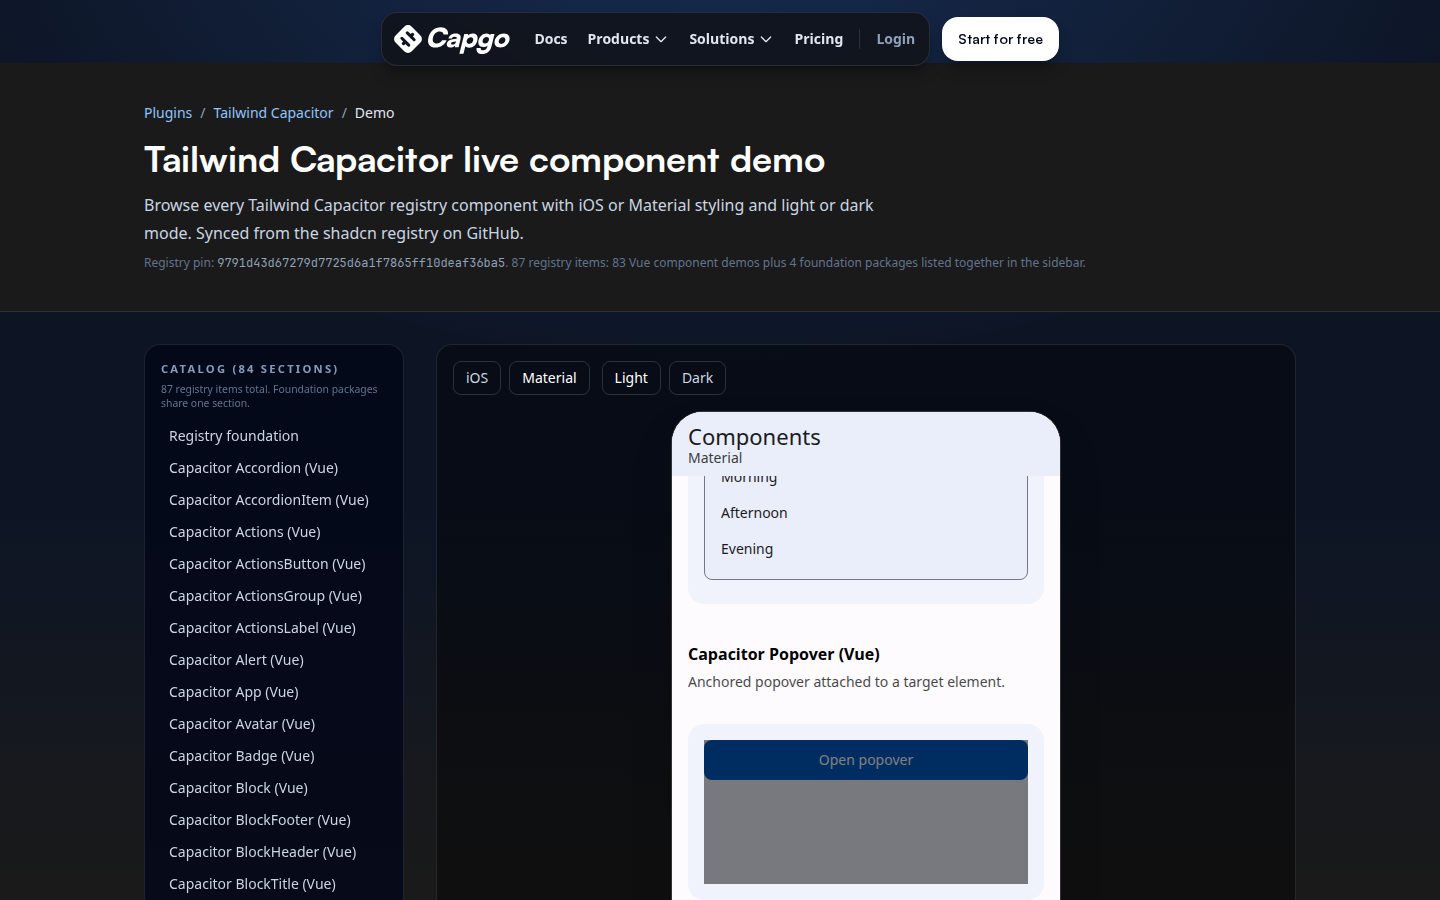 Capgo
Docs
Products
Solutions
Pricing
Login
Start for free
Plugins / Tailwind Capacitor / Demo
Tailwind Capacitor live component demo
Browse every Tailwind Capacitor registry component with iOS or Material styling and light or dark
mode. Synced from the shadcn registry on GitHub.
Registry pin: 9791d43d67279d7725d6a1f7865ff10deaf36ba5. 87 registry items: 83 Vue component demos plus 4 foundation packages listed together in the sidebar.
CATALOG (84 SECTIONS)
87 registry items total. Foundation packages
share one section.
Registry foundation
Capacitor Accordion (Vue)
Capacitor AccordionItem (Vue)
Capacitor Actions (Vue)
Capacitor ActionsButton (Vue)
Capacitor ActionsGroup (Vue)
Capacitor ActionsLabel (Vue)
Capacitor Alert (Vue)
Capacitor App (Vue)
Capacitor Avatar (Vue)
Capacitor Badge (Vue)
Capacitor Block (Vue)
Capacitor BlockFooter (Vue)
Capacitor BlockHeader (Vue)
Capacitor BlockTitle (Vue)
iOS
Material
Light
Dark
Components
Material
Morning
Afternoon
Evening
Capacitor Popover (Vue)
Anchored popover attached to a target element.
Open popover